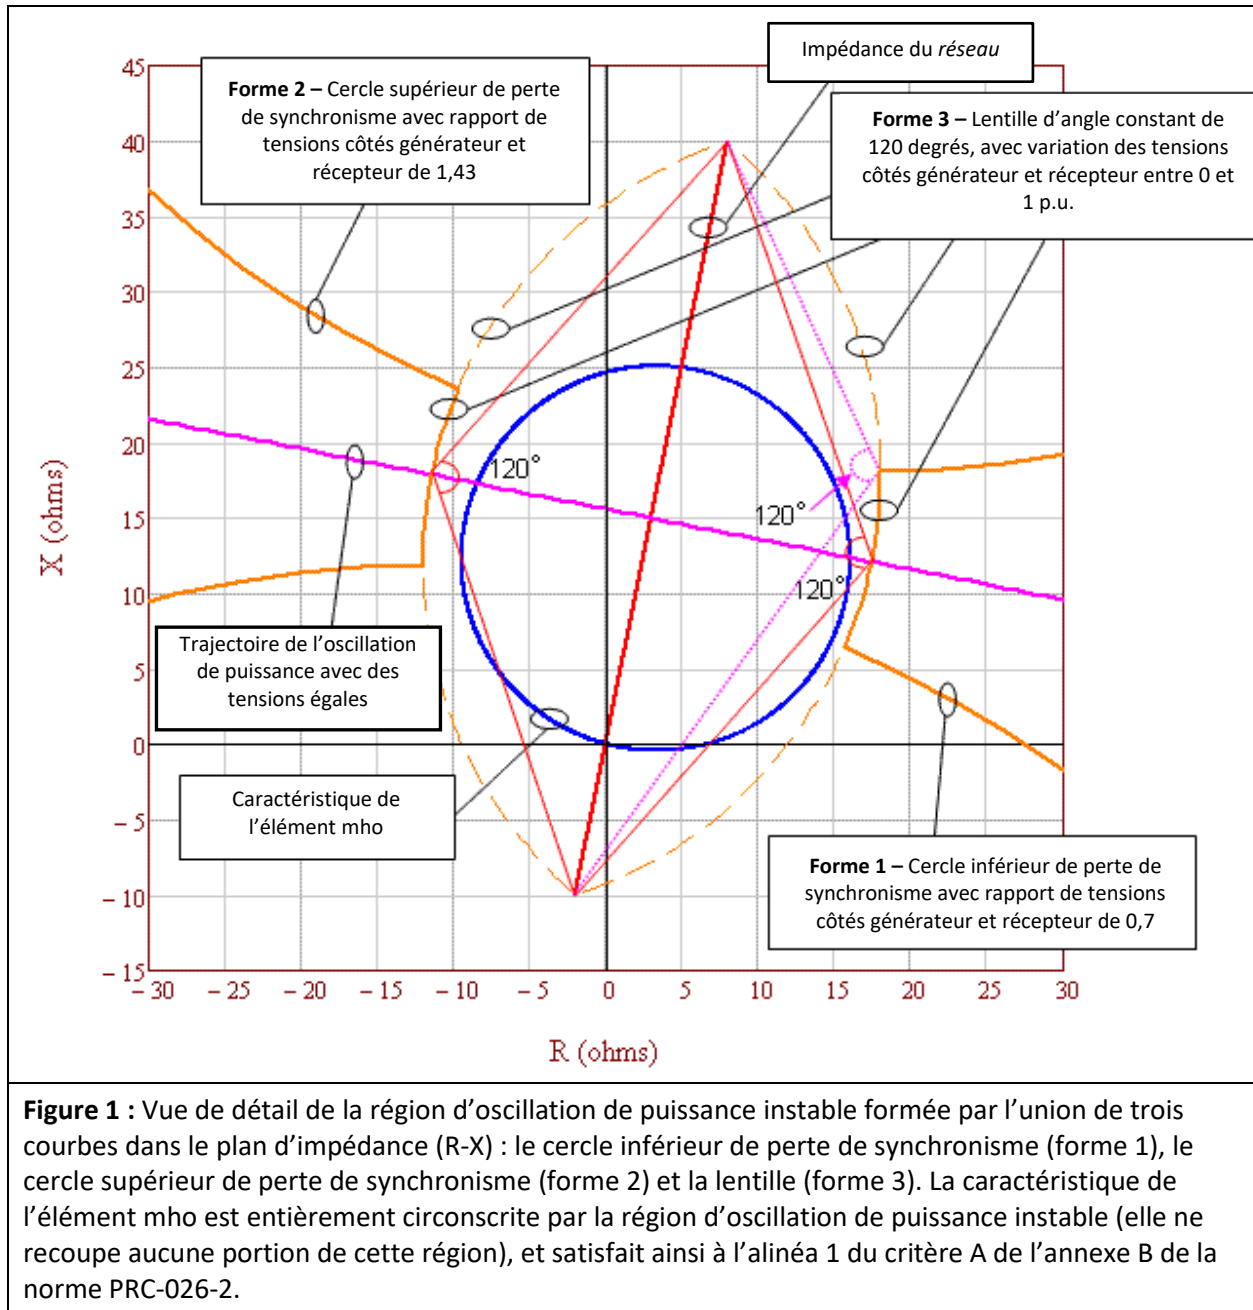 Impédance du réseau
Forme 2 – Cercle supérieur de perte
de synchronisme avec rapport de
tensions côtés générateur et
récepteur de 1,43
Forme 3 – Lentille d’angle constant de
120 degrés, avec variation des tensions
côtés générateur et récepteur entre 0 et
1 p.u.
45
40
35
30
25
20
15
10
5
0
– 5
– 10
– 15
X (ohms)
120°
120°
120°
Trajectoire de l’oscillation
de puissance avec des
tensions égales
Caractéristique de
l’élément mho
Forme 1 – Cercle inférieur de perte de
synchronisme avec rapport de tensions
côtés générateur et récepteur de 0,7
– 30 – 25 – 20 – 15 – 10 – 5 0 5 10 15 20 25 30
R (ohms)
Figure 1 : Vue de détail de la région d’oscillation de puissance instable formée par l’union de trois
courbes dans le plan d’impédance (R-X) : le cercle inférieur de perte de synchronisme (forme 1), le
cercle supérieur de perte de synchronisme (forme 2) et la lentille (forme 3). La caractéristique de
l’élément mho est entièrement circonscrite par la région d’oscillation de puissance instable (elle ne
recoupe aucune portion de cette région), et satisfait ainsi à l’alinéa 1 du critère A de l’annexe B de la
norme PRC-026-2.